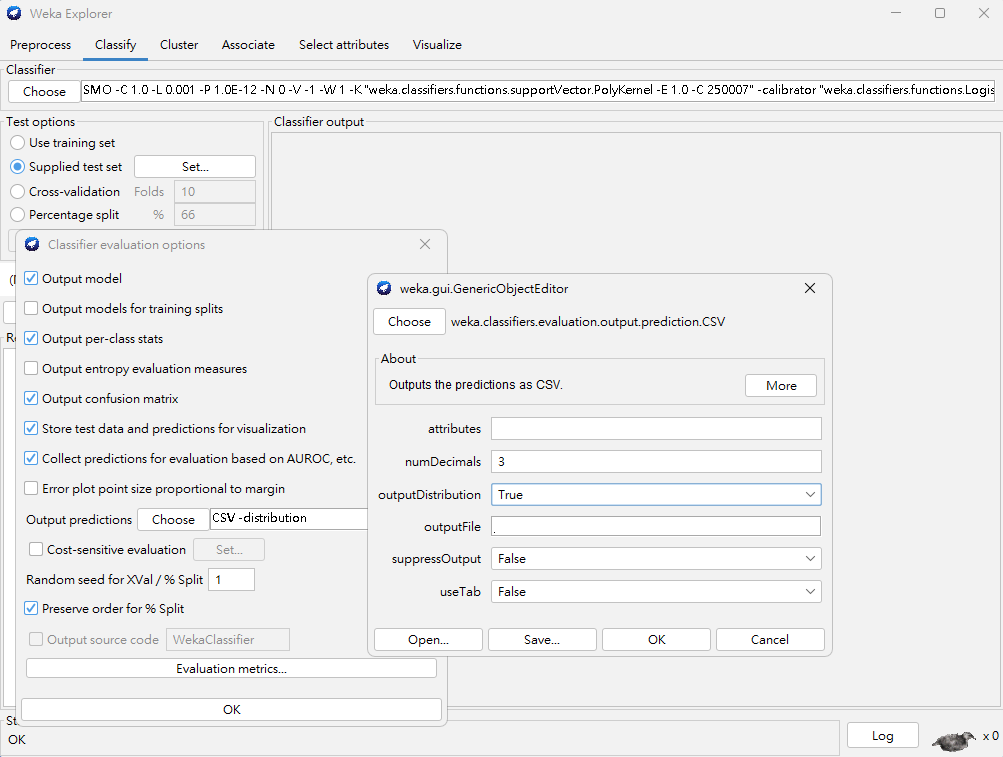 Weka Explorer
Preprocess Classify Cluster Associate Select attributes Visualize
Classifier
Choose SMO -C 1.0 -L 0.001 -P 1.0E-12 -N 0 -V -1 -W 1 -K "weka.classifiers.functions.supportVector.PolyKernel -E 1.0 -C 250007" -calibrator "weka.classifiers.functions.Logis
Test options
Use training set
Supplied test set Set...
Cross-validation Folds 10
Percentage split % 66
Classifier output
Classifier evaluation options
Output model
Output models for training splits
Output per-class stats
Output entropy evaluation measures
Output confusion matrix
Store test data and predictions for visualization
Collect predictions for evaluation based on AUROC, etc.
Error plot point size proportional to margin
Output predictions Choose CSV -distribution
Cost-sensitive evaluation Set...
Random seed for XVal / % Split 1
Preserve order for % Split
Output source code WekaClassifier
Evaluation metrics...
OK
weka.gui.GenericObjectEditor
Choose weka.classifiers.evaluation.output.prediction.CSV
About
Outputs the predictions as CSV. More
attributes
numDecimals 3
outputDistribution True
outputFile .
suppressOutput False
useTab False
Open... Save... OK Cancel
OK
Log x 0